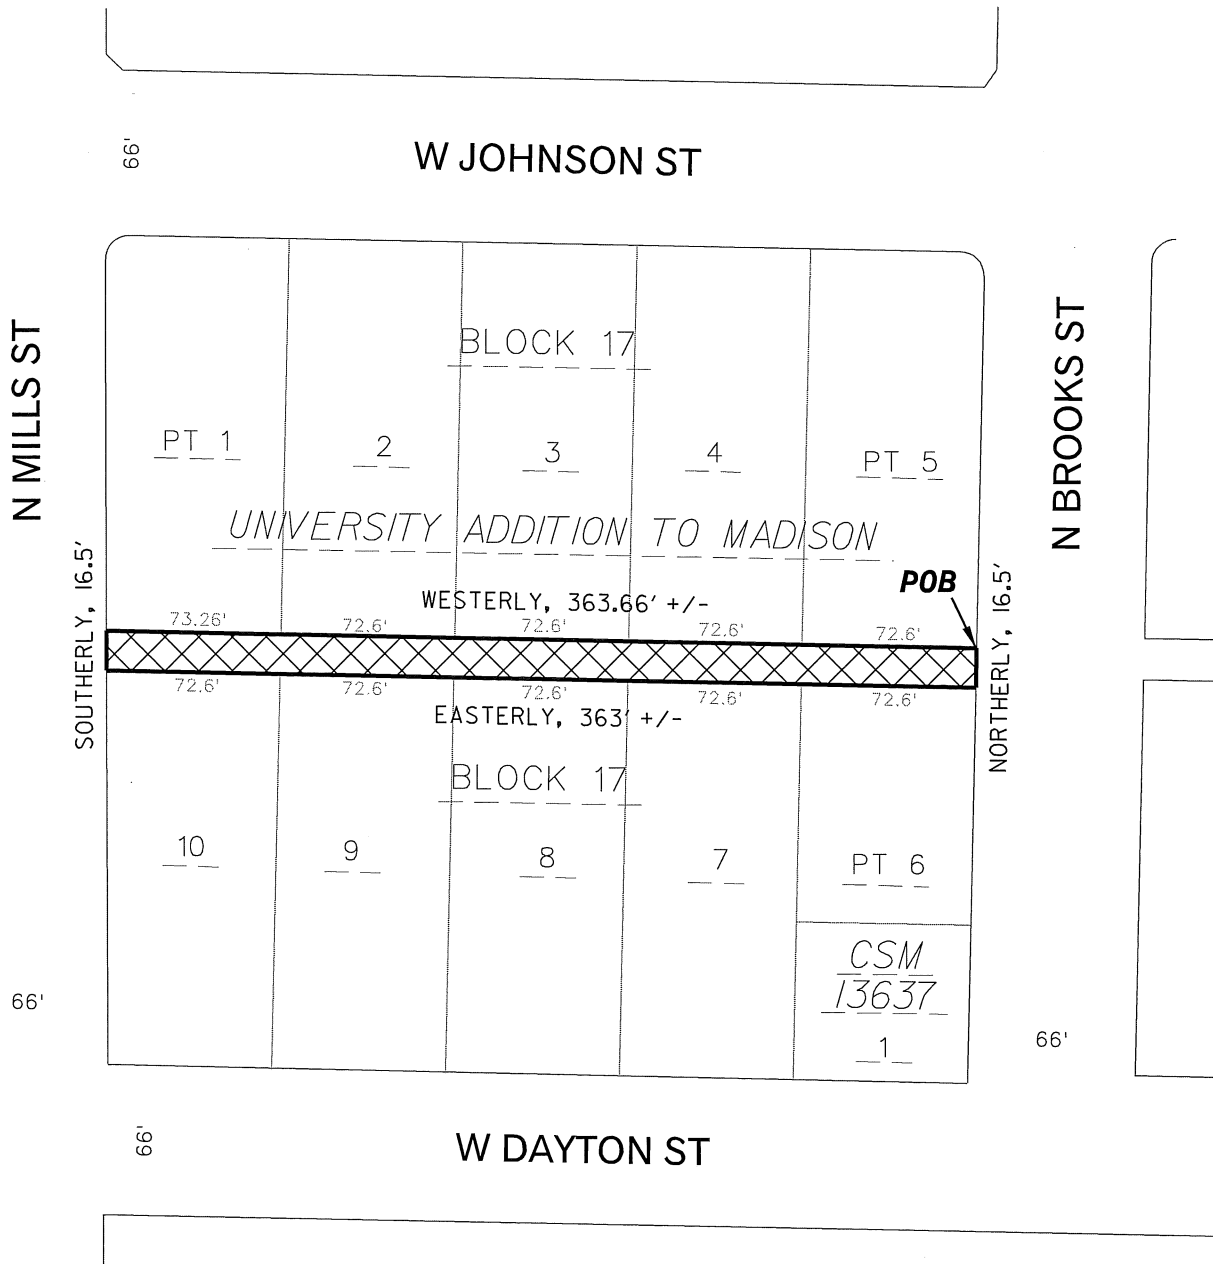 66'
W JOHNSON ST
N MILLS ST
N BROOKS ST
BLOCK 17
PT 1
2
3
4
PT 5
UNIVERSITY ADDITION TO MADISON
POB
WESTERLY, 363.66' +/-
SOUTHERLY, 16.5'
NORTHERLY, 16.5'
73.26'
72.6'
72.6'
72.6'
72.6'
72.6'
72.6'
72.6'
72.6'
72.6'
EASTERLY, 363' +/-
BLOCK 17
10
9
8
7
PT 6
CSM
13637
1
66'
66'
66'
W DAYTON ST